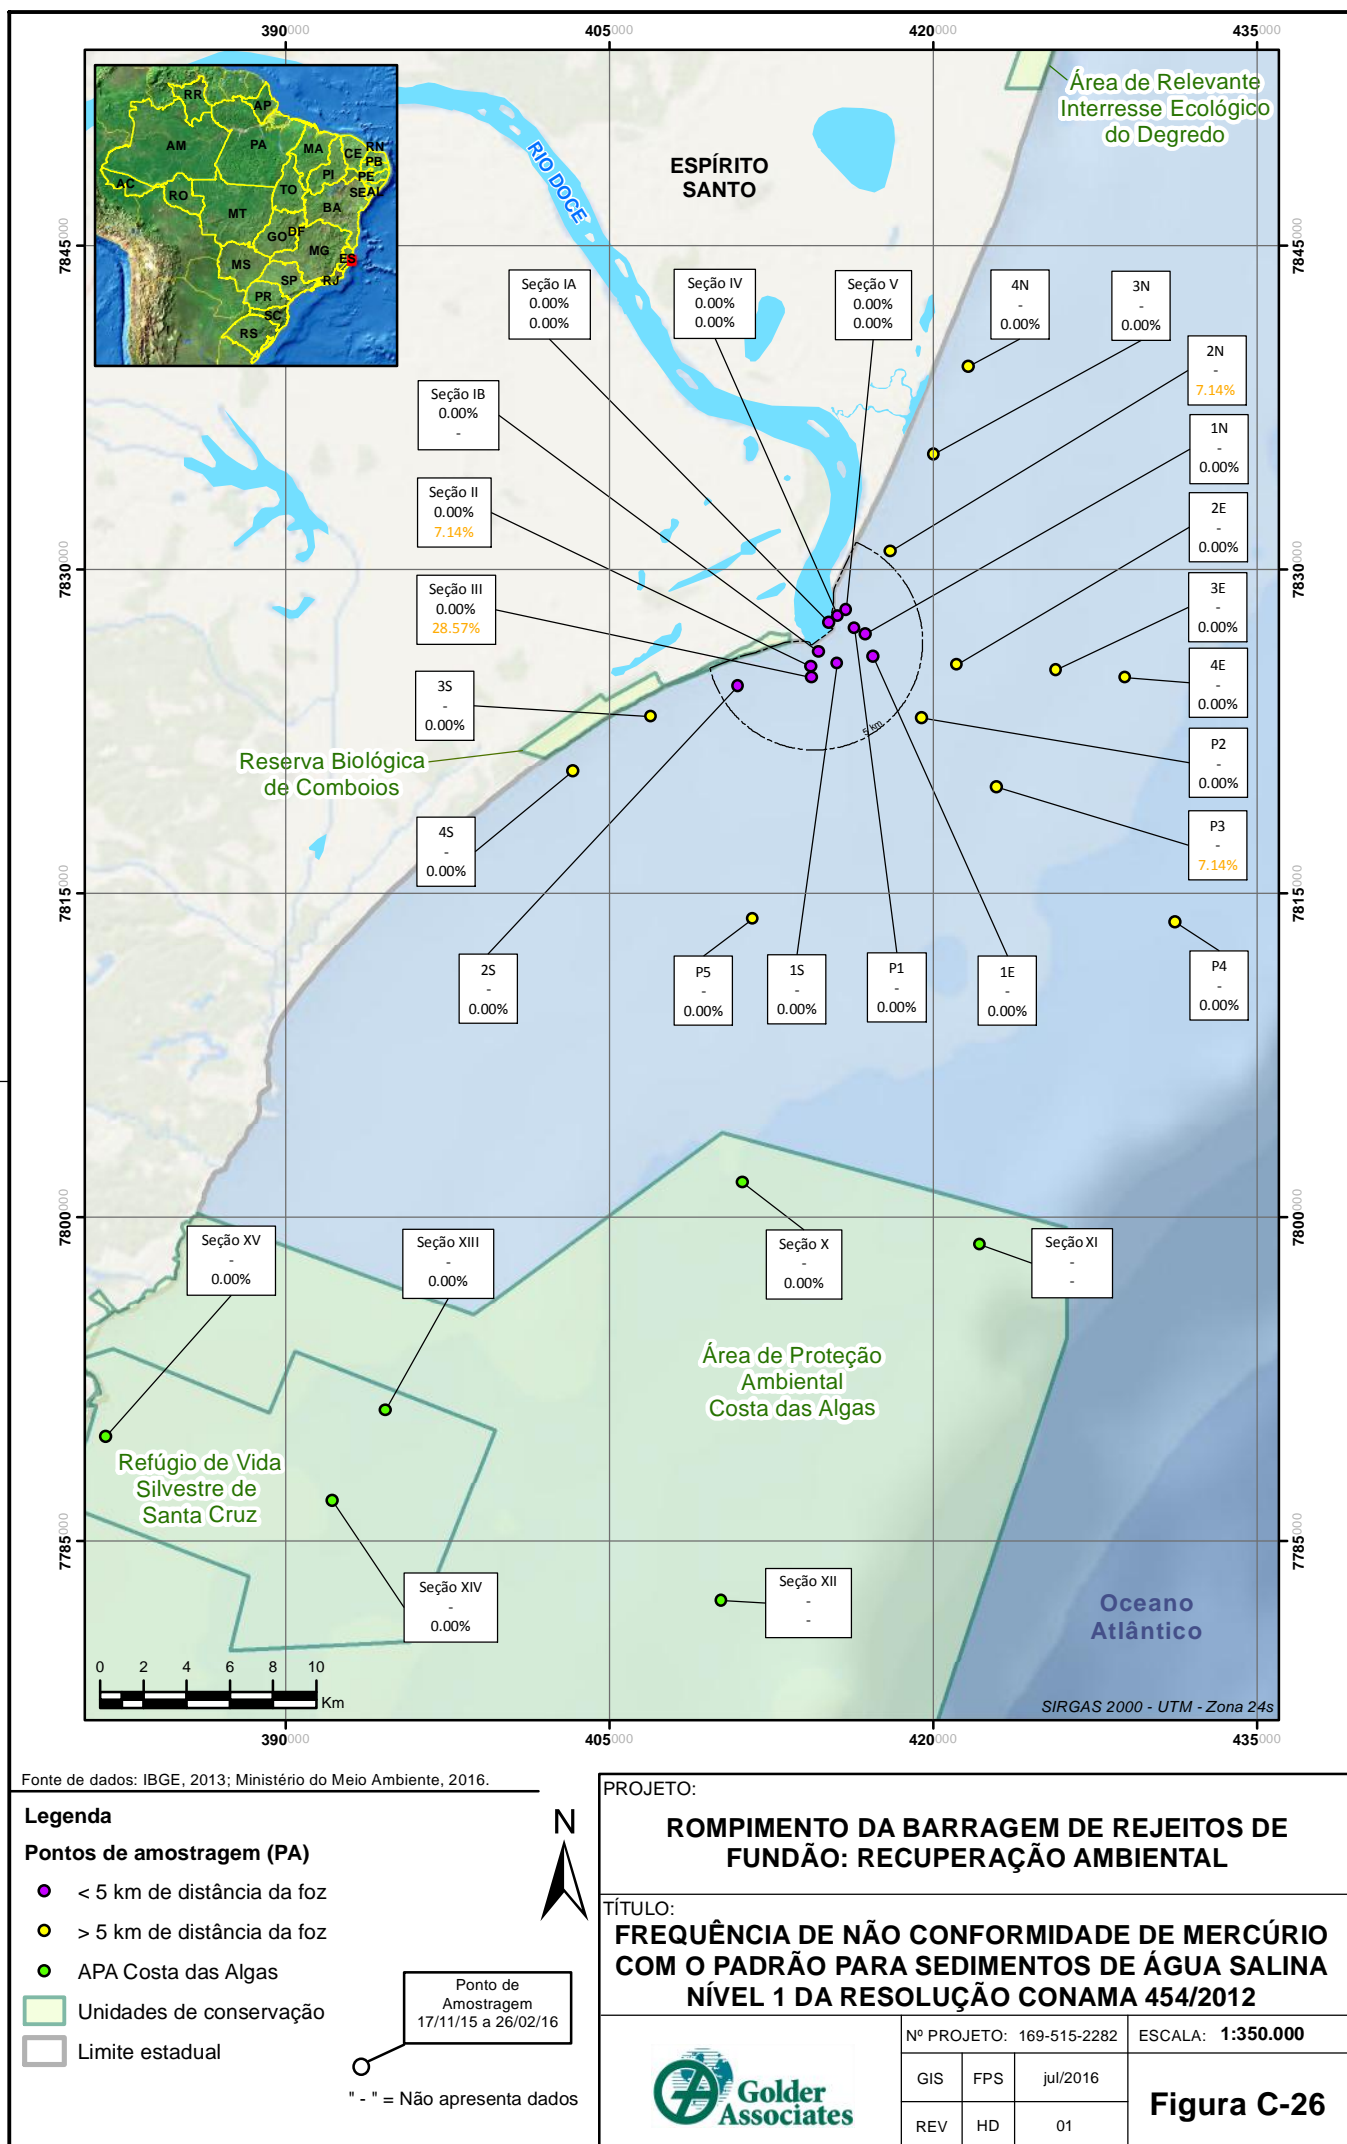 390000 405000 420000 435000
Área de Relevante
Interresse Ecológico
do Degredo
RR
AP
AM
PA
MA
CE
RN
PB
PI
PE
AC
TO
SE
AL
RO
BA
MT
GO
DF
MG
MS
ES
SP
RJ
PR
SC
RS
RIO DOCE
ESPÍRITO
SANTO
7845000
7845000
Seção IA
0.00%
0.00%
Seção IV
0.00%
0.00%
Seção V
0.00%
0.00%
4N
-
0.00%
3N
-
0.00%
2N
-
7.14%
Seção IB
0.00%
-
1N
-
0.00%
Seção II
0.00%
7.14%
2E
-
0.00%
7830000
7830000
Seção III
0.00%
28.57%
3E
-
0.00%
4E
-
0.00%
3S
-
0.00%
5 km
Reserva Biológica
de Comboios
P2
-
0.00%
4S
-
0.00%
P3
-
7.14%
7815000
7815000
2S
-
0.00%
P5
-
0.00%
1S
-
0.00%
P1
-
0.00%
1E
-
0.00%
P4
-
0.00%
7800000
7800000
Seção XV
-
0.00%
Seção XIII
-
0.00%
Seção X
-
0.00%
Seção XI
-
-
Área de Proteção
Ambiental
Costa das Algas
Refúgio de Vida
Silvestre de
Santa Cruz
7785000
7785000
Seção XIV
-
0.00%
Seção XII
-
-
Oceano
Atlântico
0 2 4 6 8 10
Km
SIRGAS 2000 - UTM - Zona 24s
390000 405000 420000 435000
Fonte de dados: IBGE, 2013; Ministério do Meio Ambiente, 2016.
Legenda
Pontos de amostragem (PA)
< 5 km de distância da foz
> 5 km de distância da foz
APA Costa das Algas
Unidades de conservação
Limite estadual
N
Ponto de
Amostragem
17/11/15 a 26/02/16
" - " = Não apresenta dados
PROJETO:
ROMPIMENTO DA BARRAGEM DE REJEITOS DE
FUNDÃO: RECUPERAÇÃO AMBIENTAL
TÍTULO:
FREQUÊNCIA DE NÃO CONFORMIDADE DE MERCÚRIO
COM O PADRÃO PARA SEDIMENTOS DE ÁGUA SALINA
NÍVEL 1 DA RESOLUÇÃO CONAMA 454/2012
Golder
Associates
Nº PROJETO: 169-515-2282
ESCALA: 1:350.000
GIS FPS jul/2016
REV HD 01
Figura C-26